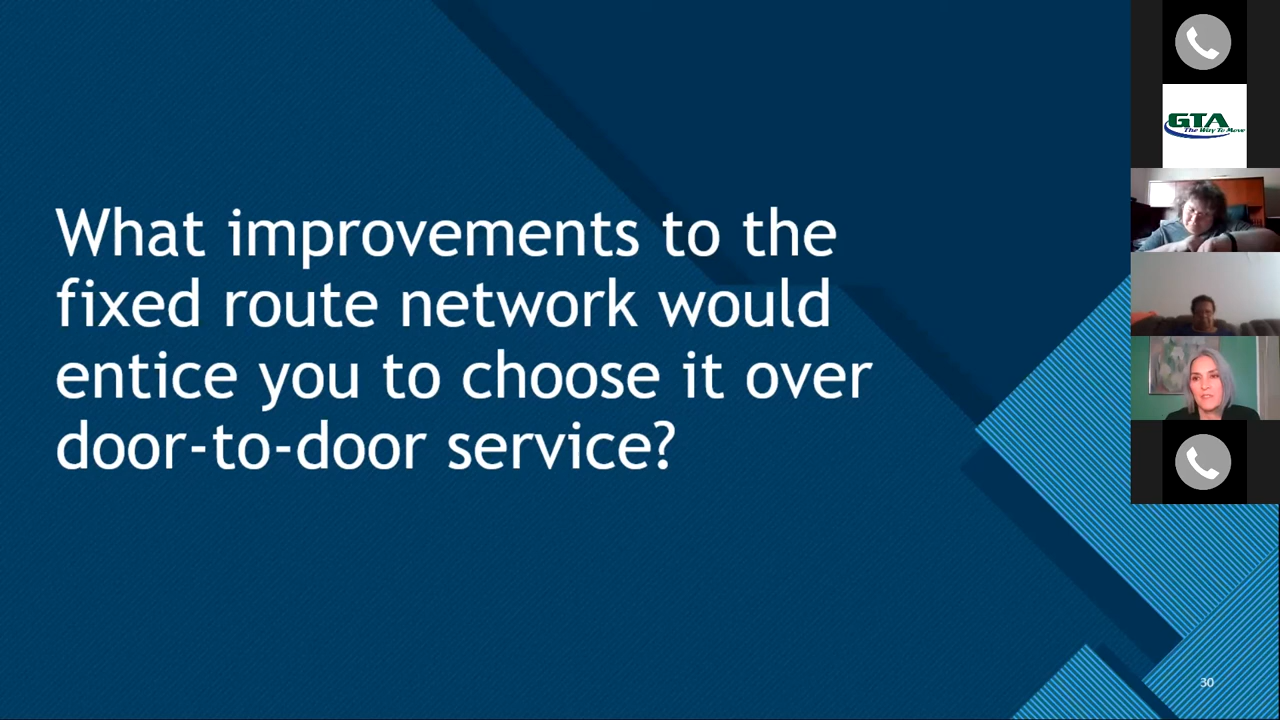 What improvements to the
fixed route network would
entice you to choose it over
door-to-door service?
GTA
The Way To Move
30